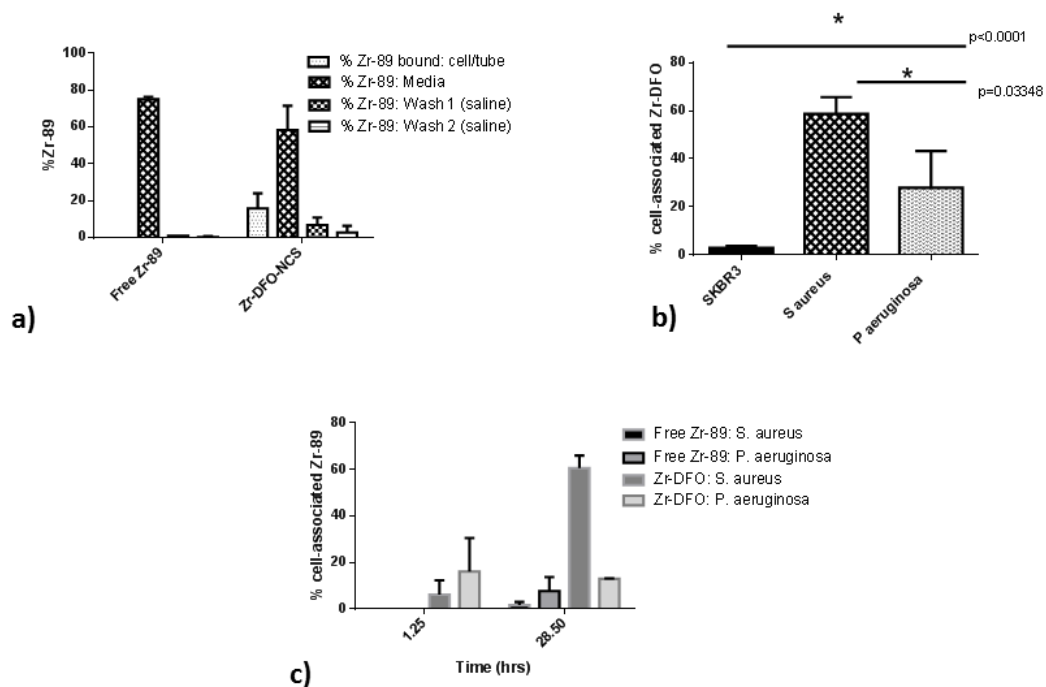 100
80
60
40
20
0
%Zr-89
% Zr-89 bound: cell/tube
% Zr-89: Media
% Zr-89: Wash 1 (saline)
% Zr-89: Wash 2 (saline)
Free Zr-89
Zr-DFO-NCS
a)
*
p<0.0001
*
p=0.03348
80
60
40
20
0
% cell-associated Zr-DFO
SKBR3
S aureus
P aeruginosa
b)
80
60
40
20
0
% cell-associated Zr-89
Free Zr-89: S. aureus
Free Zr-89: P. aeruginosa
Zr-DFO: S. aureus
Zr-DFO: P. aeruginosa
1.25
28.50
Time (hrs)
c)